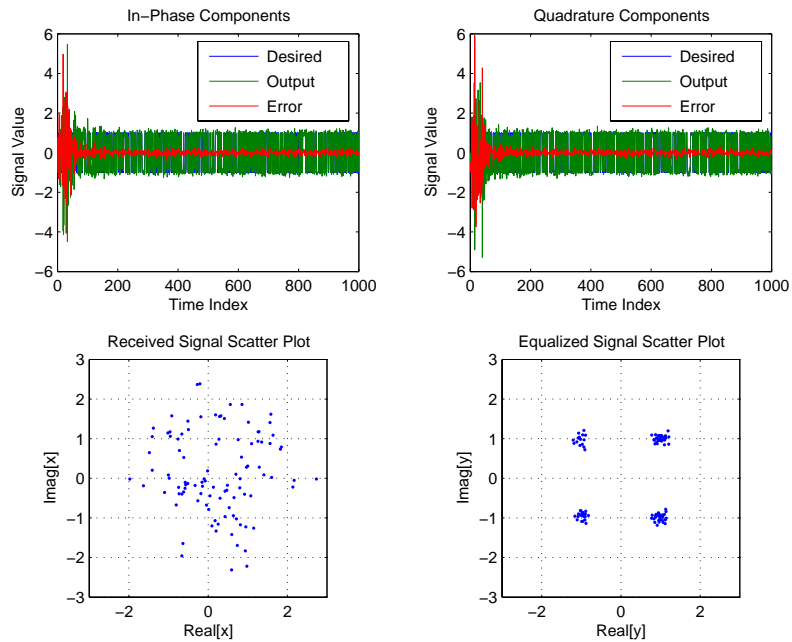 In−Phase Components
6
4
2
0
−2
−4
−6
Signal Value
0 200 400 600 800 1000
Time Index
Desired
Output
Error
Quadrature Components
6
4
2
0
−2
−4
−6
Signal Value
0 200 400 600 800 1000
Time Index
Desired
Output
Error
Received Signal Scatter Plot
3
2
1
0
−1
−2
−3
Imag[x]
−2 0 2
Real[x]
Equalized Signal Scatter Plot
3
2
1
0
−1
−2
−3
Imag[y]
−2 0 2
Real[y]